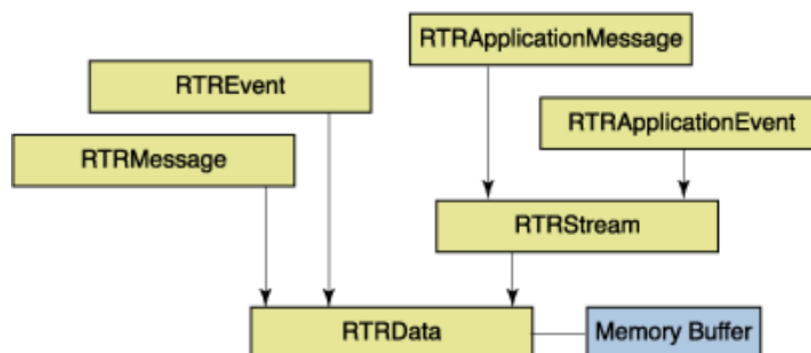 RTRApplicationMessage
RTREvent
RTRApplicationEvent
RTRMessage
RTRStream
RTRData
Memory Buffer